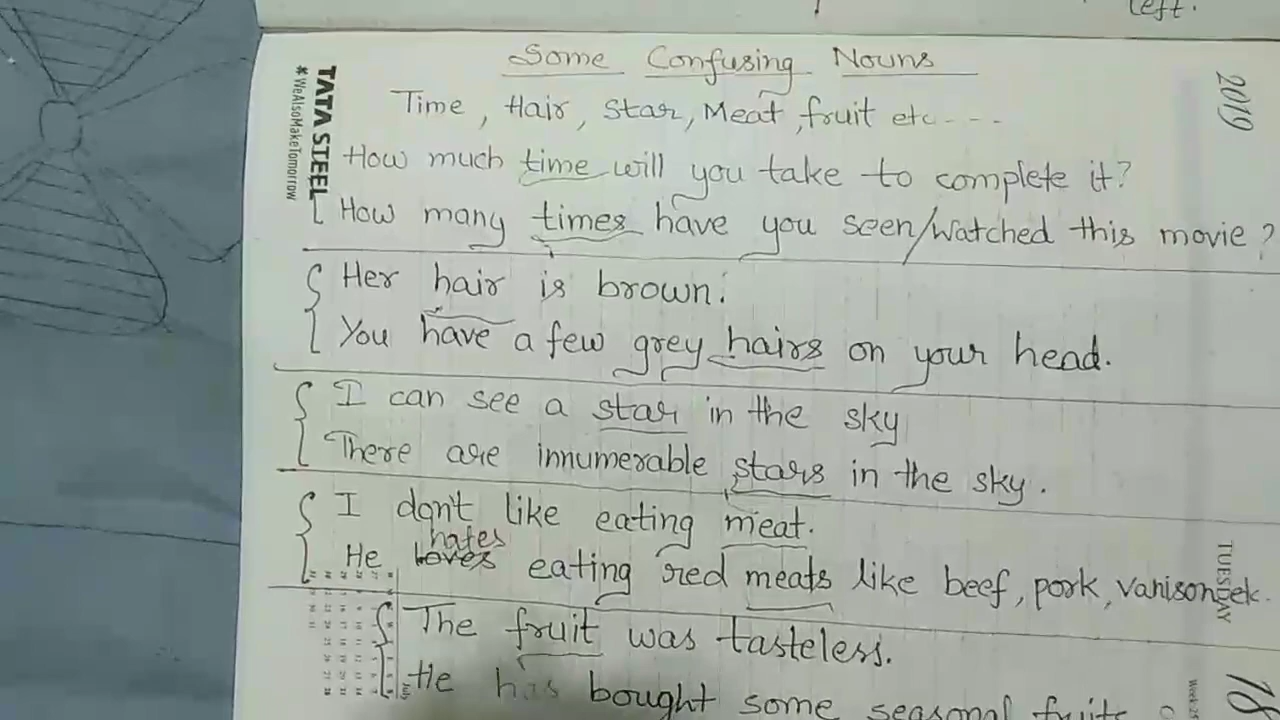 left.
Some Confusing Nouns
Time, Hair, Star, Meat, fruit etc----
How much time will you take to complete it?
How many times have you seen/watched this movie?
Her hair is brown.
You have a few grey hairs on your head.
I can see a star in the sky
There are innumerable stars in the sky.
I don't like eating meat.
hates
He loves eating red meats like beef, pork, vanison
The fruit was tasteless.
He has bought some seasonal fruits
TATA STEEL
#WeAlsoMakeTomorrow
2019
TUESDAY
18
July